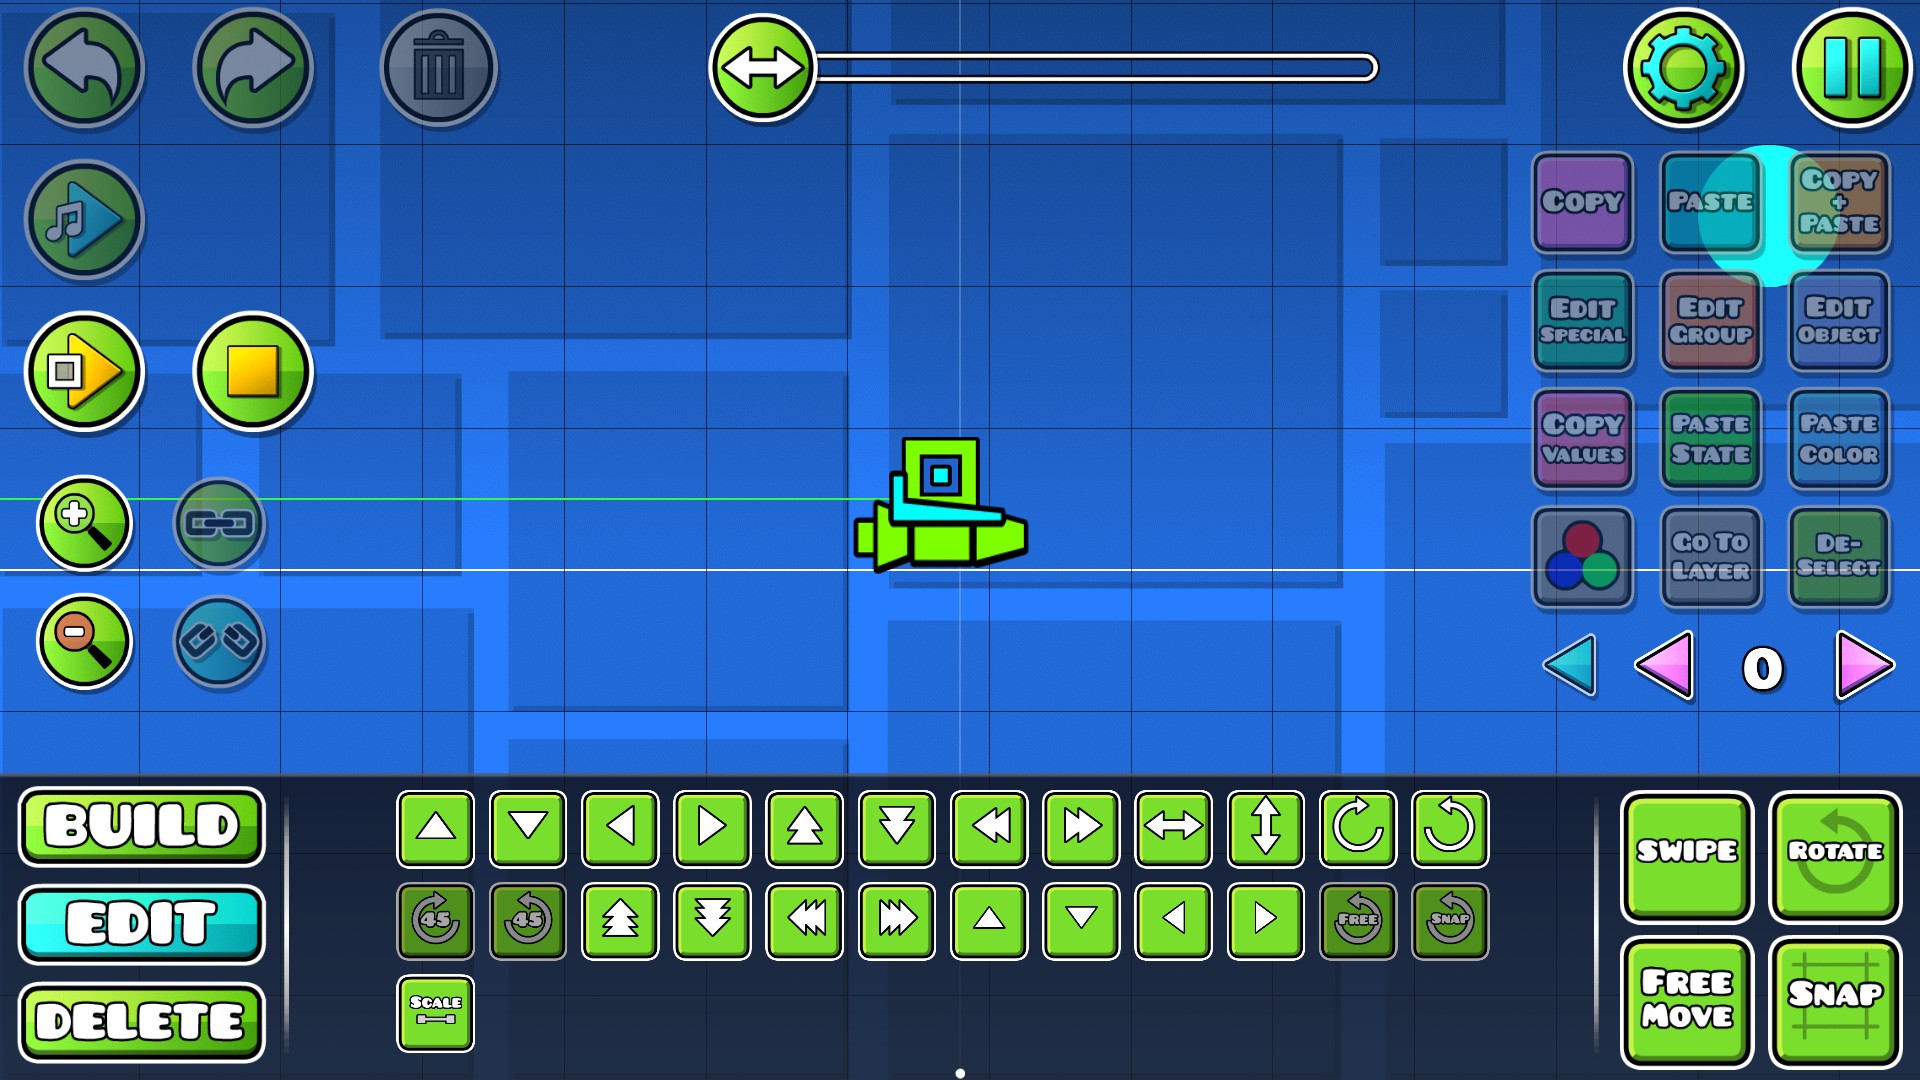 COPY
PASTE
COPY
+
PASTE
EDIT
SPECIAL
EDIT
GROUP
EDIT
OBJECT
COPY
VALUES
PASTE
STATE
PASTE
COLOR
GO TO
LAYER
DE-
SELECT
0
BUILD
EDIT
DELETE
45
45
FREE
SNAP
SCALE
SWIPE
ROTATE
FREE
MOVE
SNAP